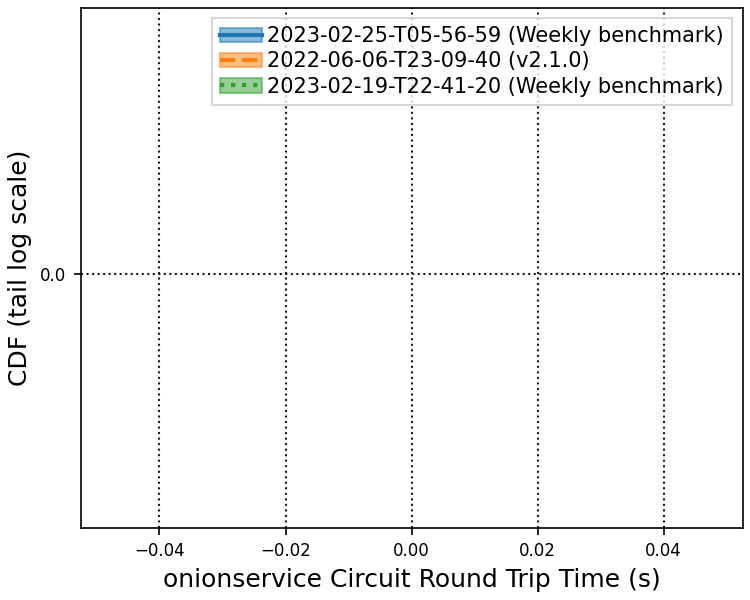 2023-02-25-T05-56-59 (Weekly benchmark)
2022-06-06-T23-09-40 (v2.1.0)
2023-02-19-T22-41-20 (Weekly benchmark)
CDF (tail log scale)
0.0
−0.04
−0.02
0.00
0.02
0.04
onionservice Circuit Round Trip Time (s)